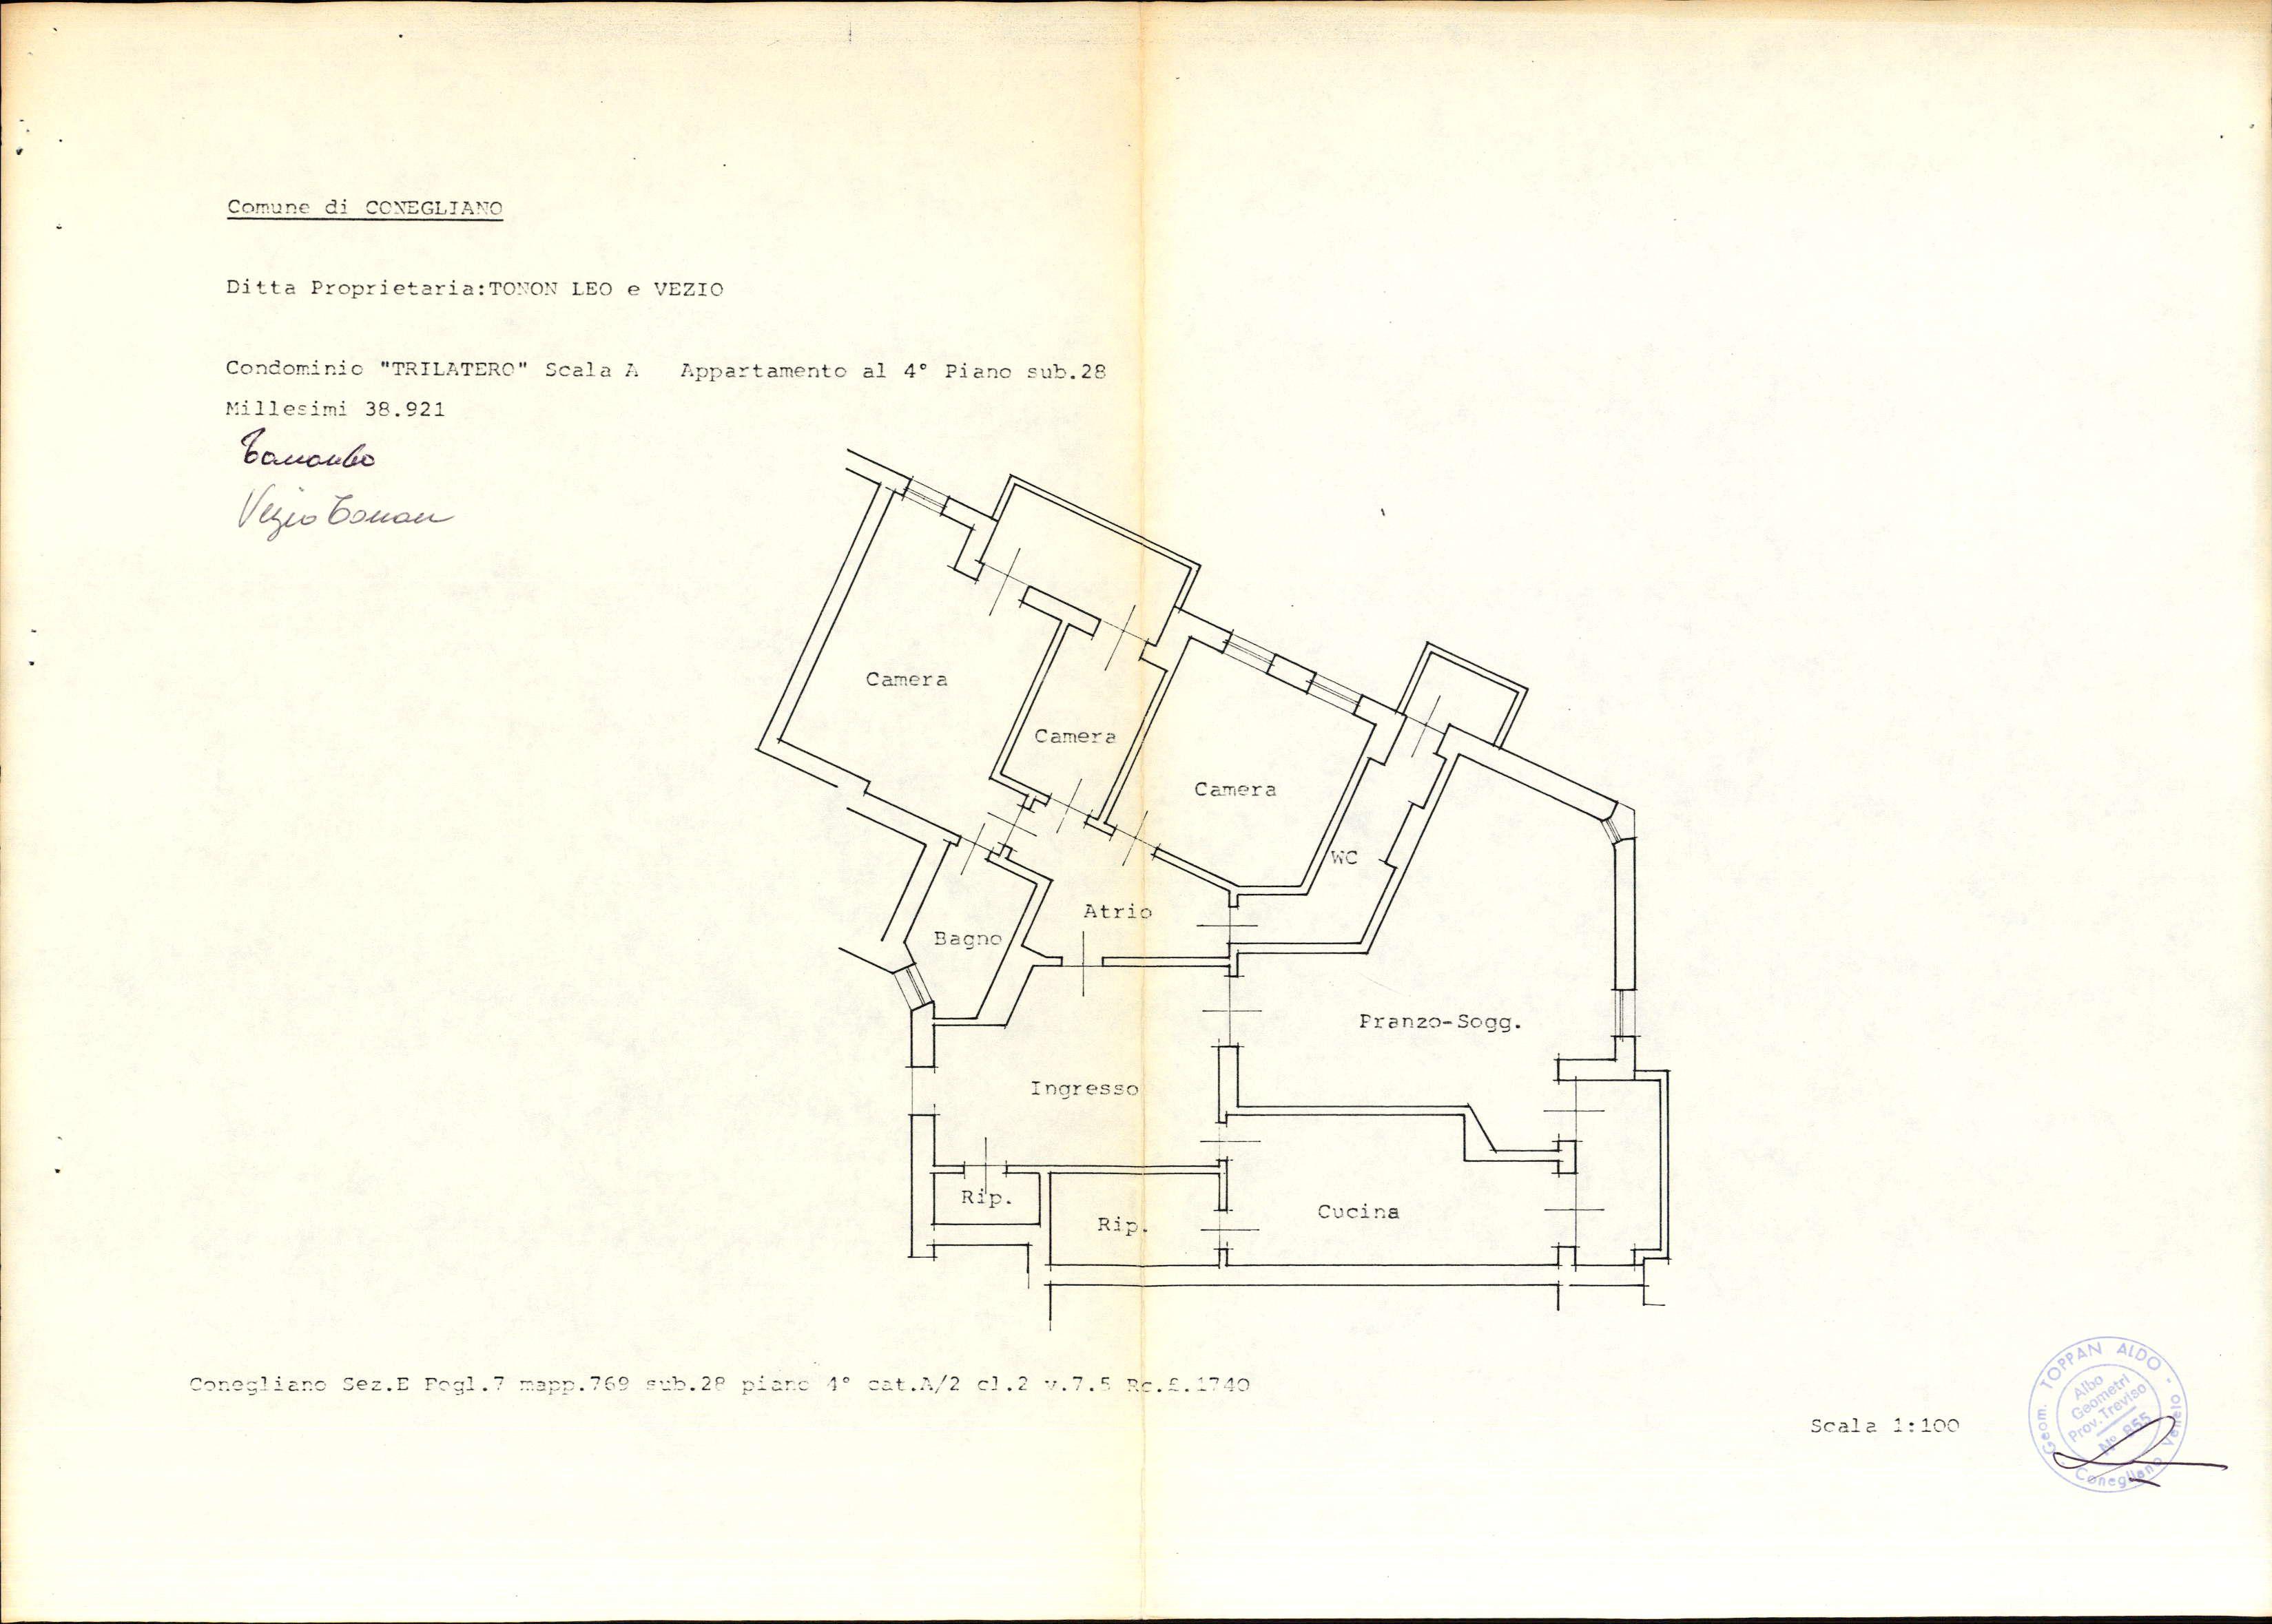 Comune di CONEGLIANO
Ditta Proprietaria:TONON LEO e VEZIO
Condominio "TRILATERO" Scala A Appartamento al 4° Piano sub.28
Millesimi 38.921
Vezio Tonon
Camera
Camera
Camera
WC
Atrio
Bagno
Pranzo-Sogg.
Ingresso
Rip.
Rip.
Cucina
Conegliano Sez.E Fogl.7 mapp.769 sub.28 piano 4° cat.A/2 cl.2 v.7.5 Rc.£.1740
Scala 1:100
Geom. TOPPAN ALDO - Conegliano Veneto
Albo
Geometri
Prov. Treviso
N° 855